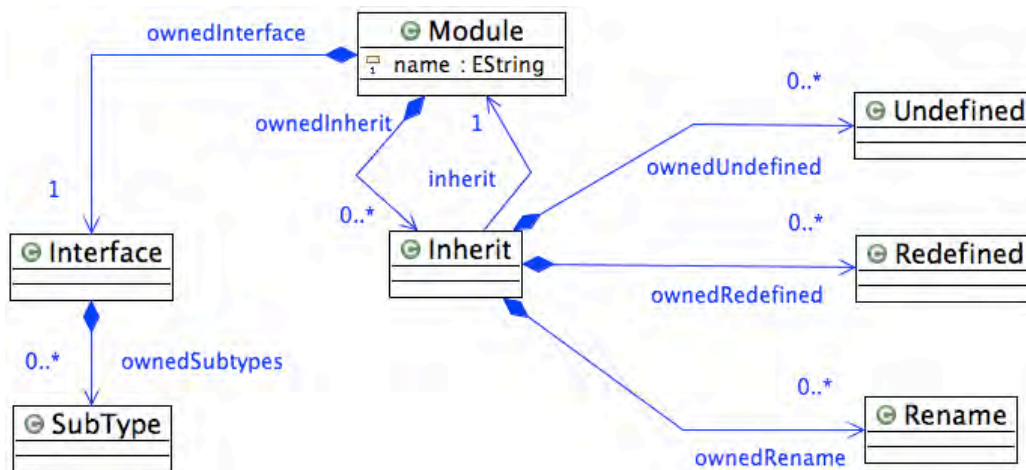 ownedInterface
Module
1 name : EString
ownedInherit
1
inherit
0..*
1
Interface
0..*
ownedSubtypes
SubType
Inherit
0..*
Undefined
ownedUndefined
0..*
Redefined
ownedRedefined
0..*
Rename
ownedRename